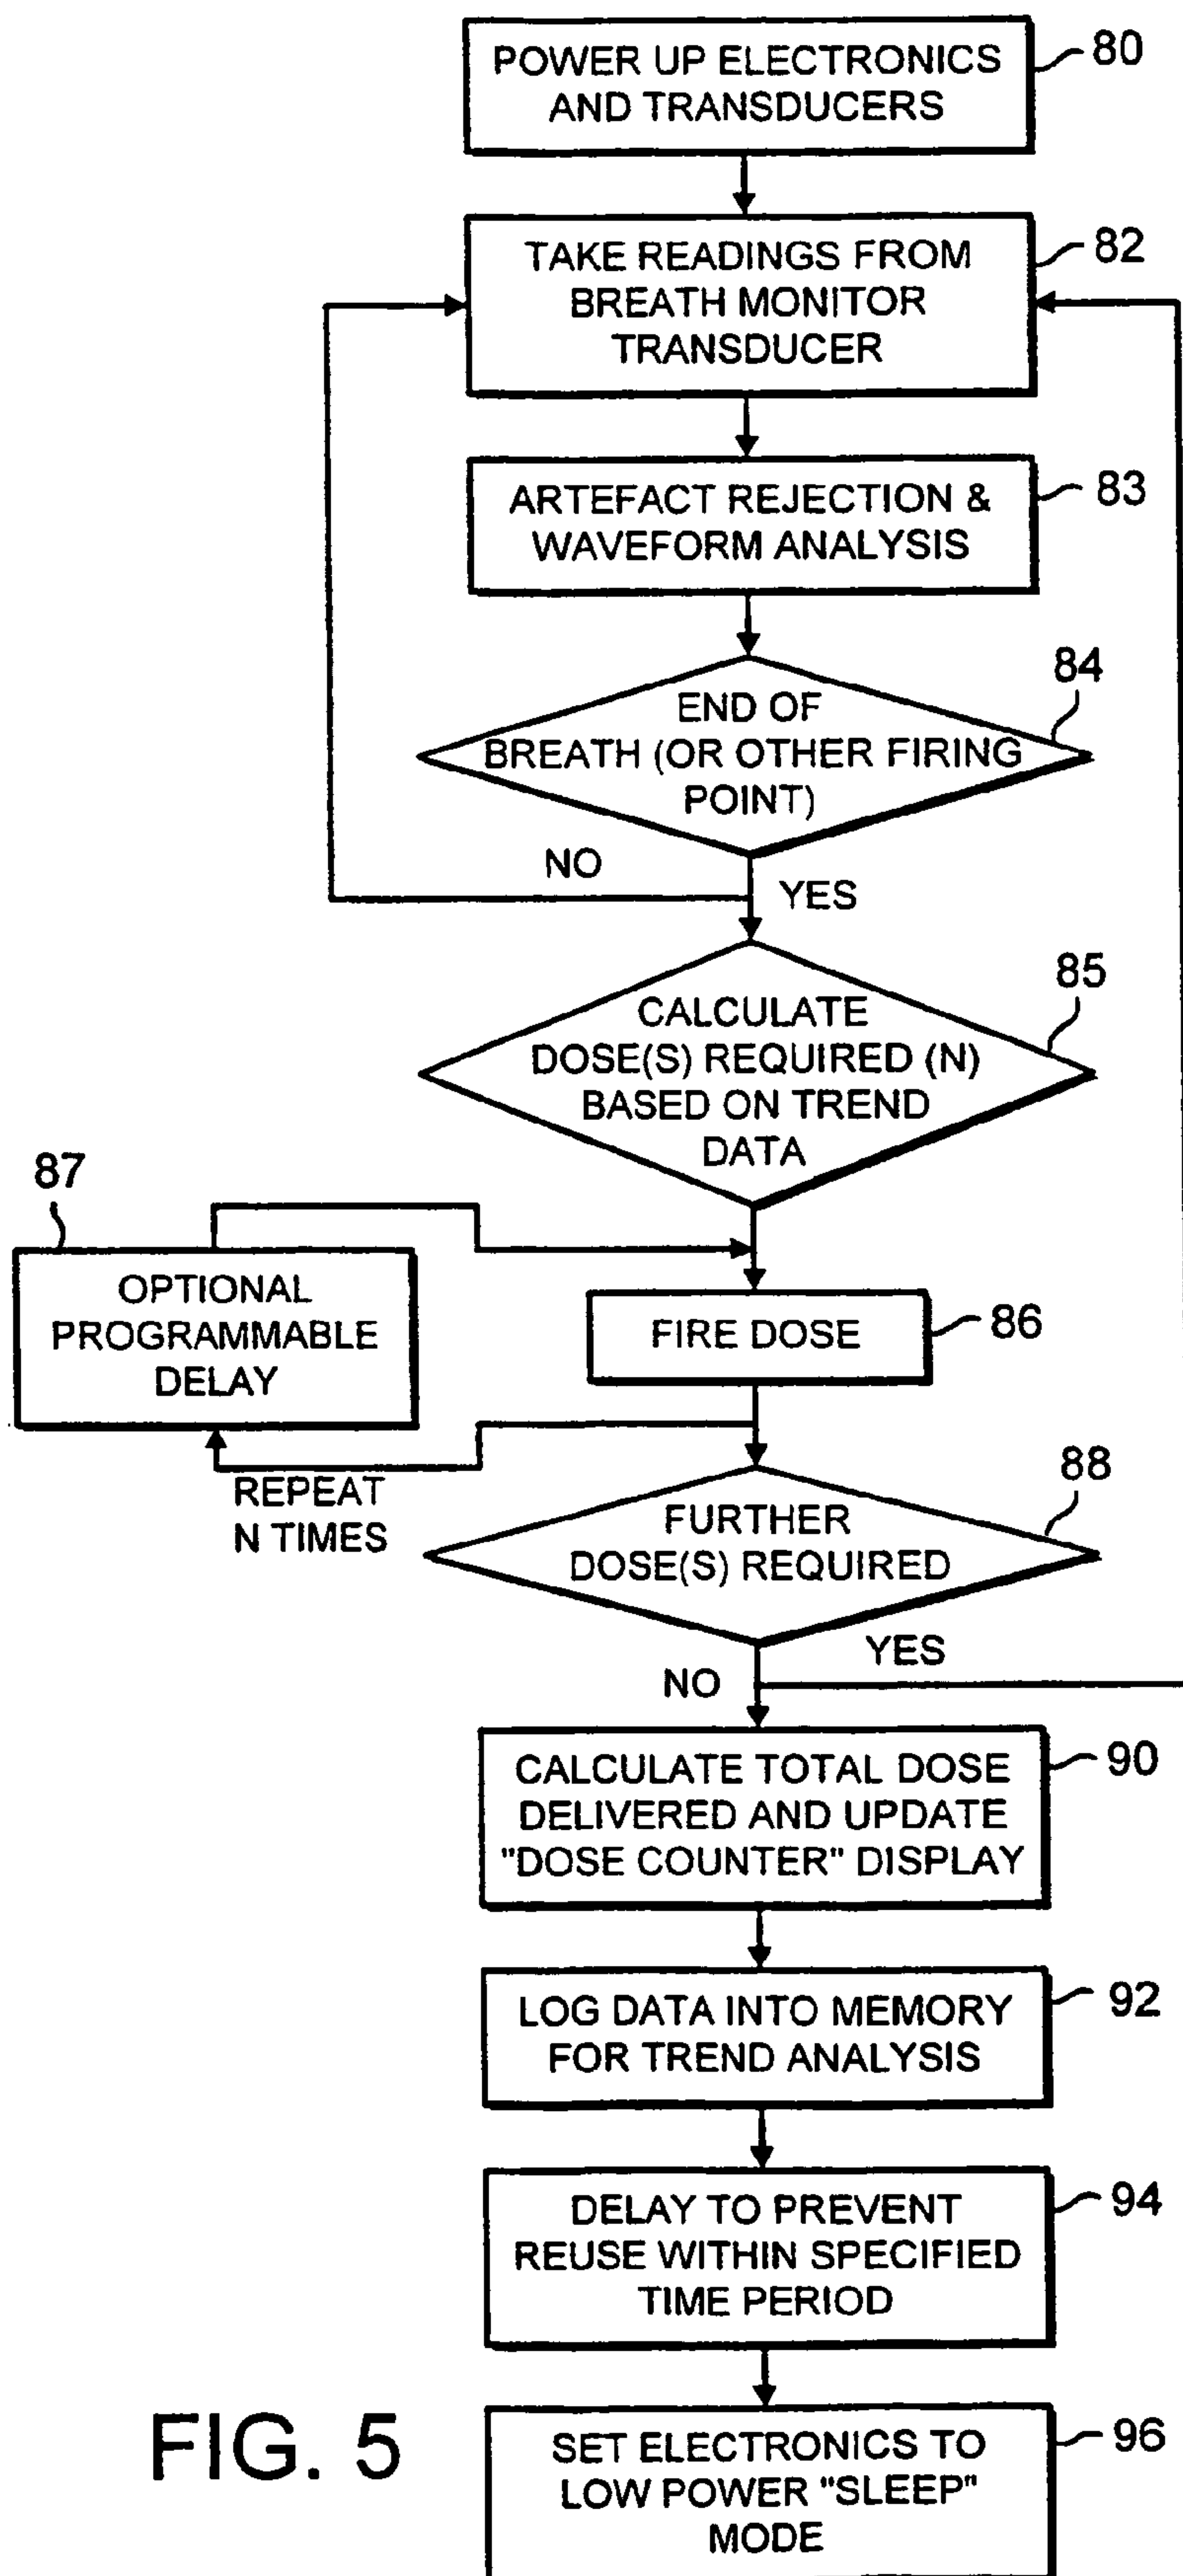 POWER UP ELECTRONICS
AND TRANSDUCERS
80
TAKE READINGS FROM
BREATH MONITOR
TRANSDUCER
82
ARTEFACT REJECTION &
WAVEFORM ANALYSIS
83
84
END OF
BREATH (OR OTHER FIRING
POINT)
NO
YES
85
CALCULATE
DOSE(S) REQUIRED (N)
BASED ON TREND
DATA
87
OPTIONAL
PROGRAMMABLE
DELAY
FIRE DOSE
86
REPEAT
N TIMES
88
FURTHER
DOSE(S) REQUIRED
YES
NO
CALCULATE TOTAL DOSE
DELIVERED AND UPDATE
"DOSE COUNTER" DISPLAY
90
LOG DATA INTO MEMORY
FOR TREND ANALYSIS
92
DELAY TO PREVENT
REUSE WITHIN SPECIFIED
TIME PERIOD
94
SET ELECTRONICS TO
LOW POWER "SLEEP"
MODE
96
FIG. 5